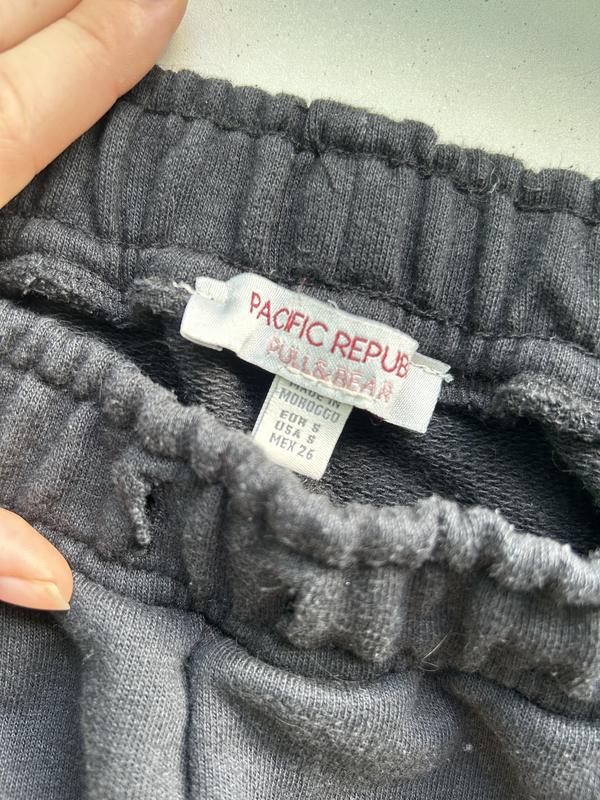 PACIFIC REPUB
PULL&BEAR
MADE IN
MOROCCO
EUR S
USA S
MEX 26